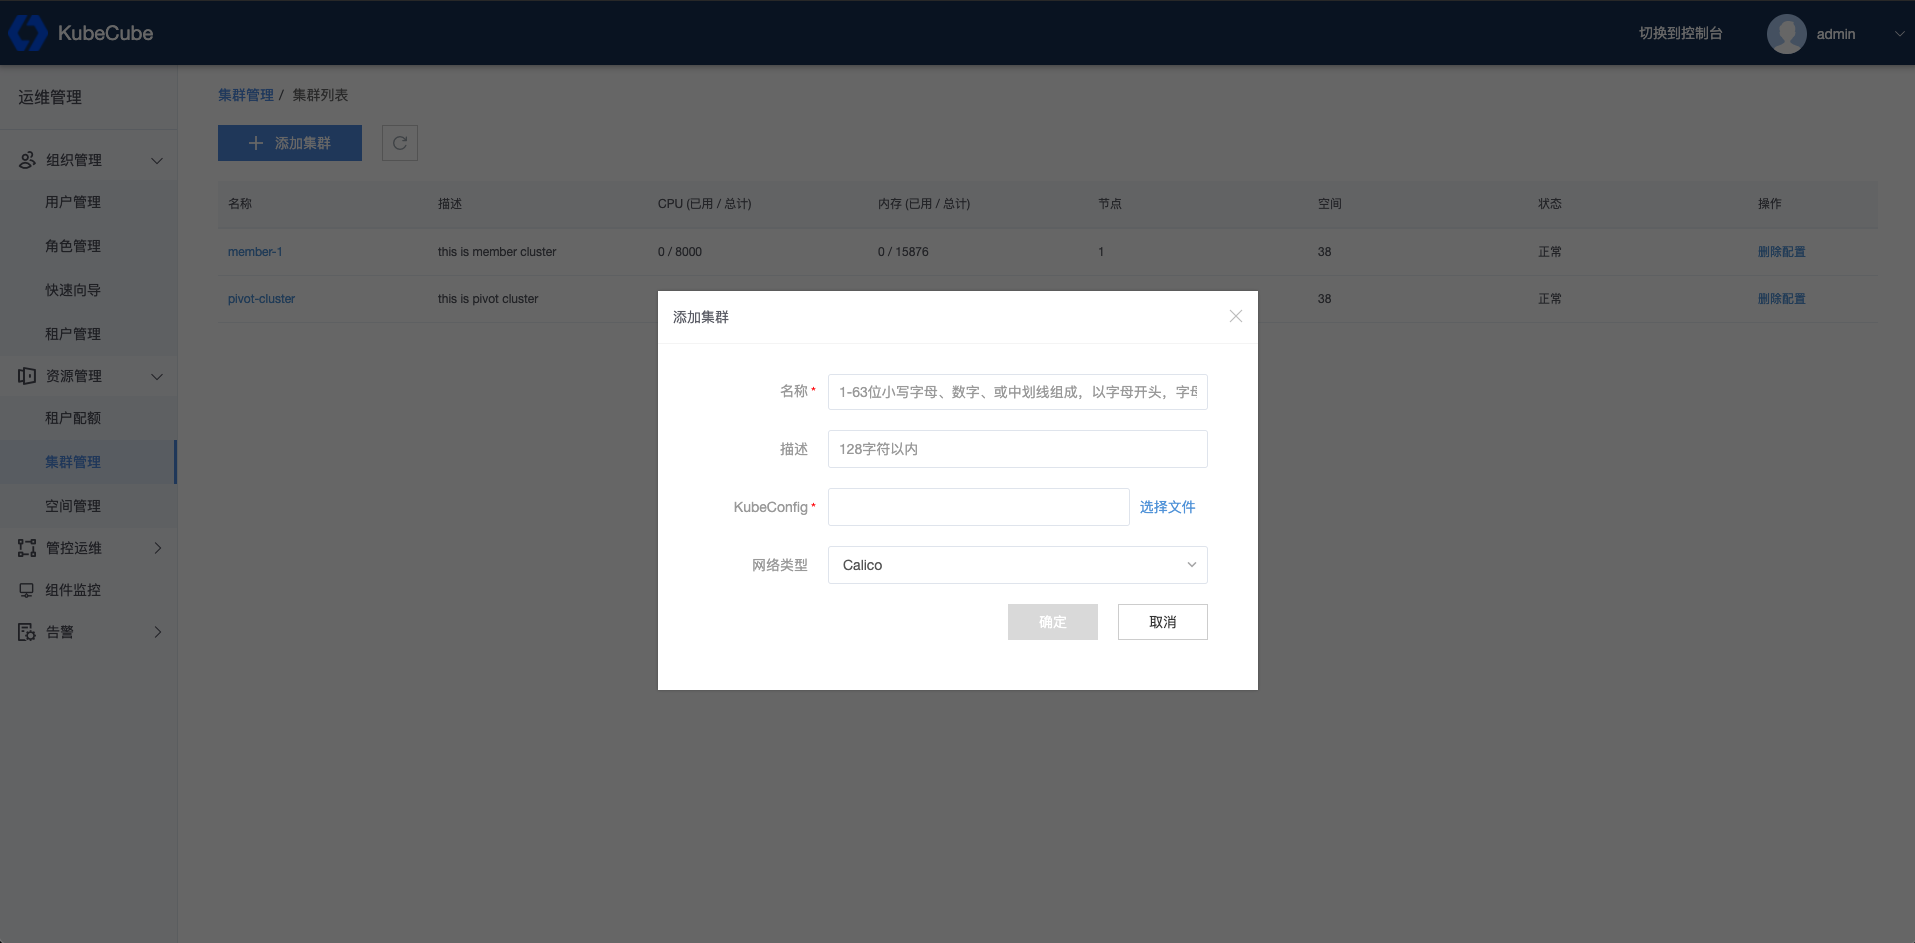 KubeCube
切换到控制台
admin
运维管理
组织管理
用户管理
角色管理
快速向导
租户管理
资源管理
租户配额
集群管理
空间管理
管控运维
组件监控
告警
集群管理 / 集群列表
添加集群
名称 描述 CPU (已用 / 总计) 内存 (已用 / 总计) 节点 空间 状态 操作
member-1 this is member cluster 0 / 8000 0 / 15876 1 38 正常 删除配置
pivot-cluster this is pivot cluster 38 正常 删除配置
添加集群
名称* 1-63位小写字母、数字、或中划线组成，以字母开头，字
描述 128字符以内
KubeConfig* 选择文件
网络类型 Calico
确定 取消